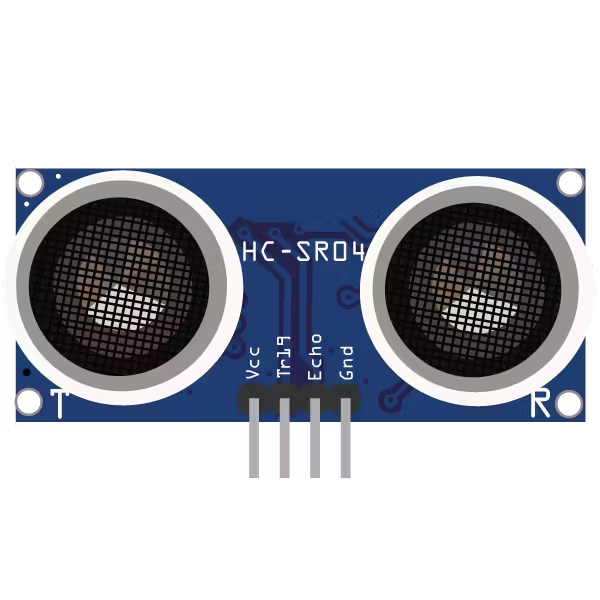 HC-SR04
Vcc
Trig
Echo
Gnd
T
R